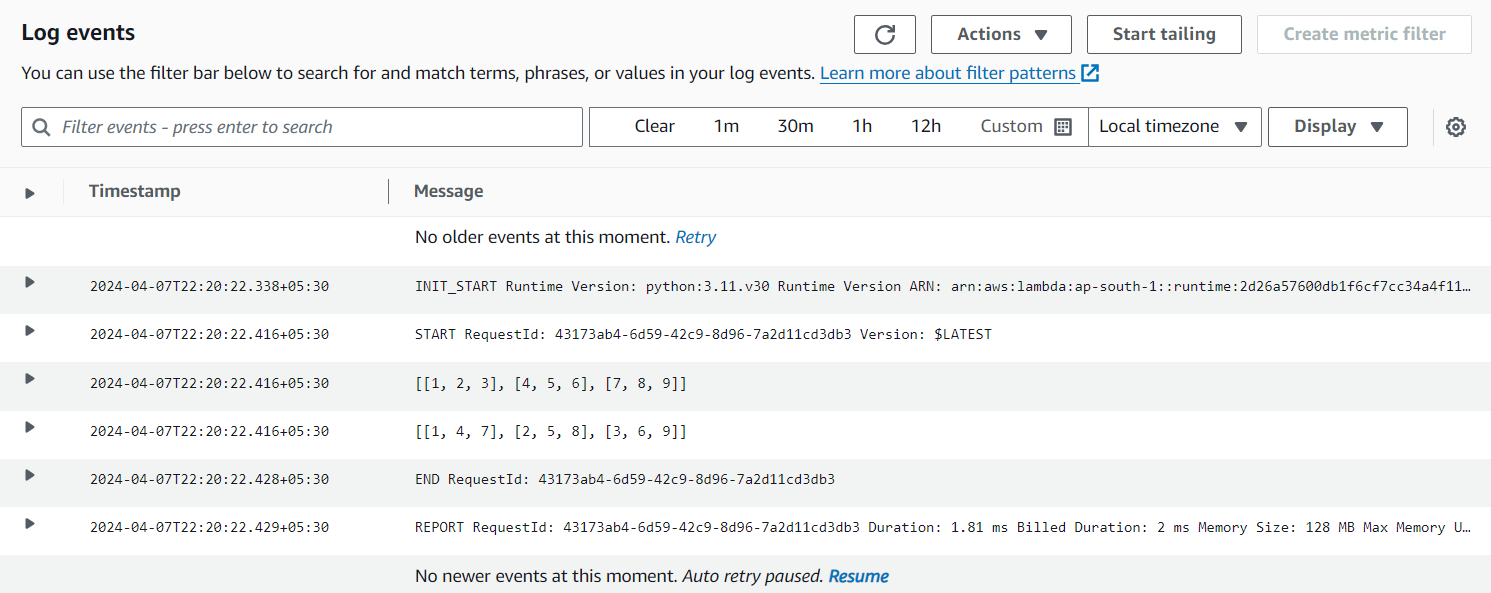 Log events
Actions
Start tailing
Create metric filter
You can use the filter bar below to search for and match terms, phrases, or values in your log events. Learn more about filter patterns
Filter events - press enter to search
Clear 1m 30m 1h 12h Custom
Local timezone
Display
Timestamp Message
No older events at this moment. Retry
2024-04-07T22:20:22.338+05:30 INIT_START Runtime Version: python:3.11.v30 Runtime Version ARN: arn:aws:lambda:ap-south-1::runtime:2d26a57600db1f6cf7cc34a4f11…
2024-04-07T22:20:22.416+05:30 START RequestId: 43173ab4-6d59-42c9-8d96-7a2d11cd3db3 Version: $LATEST
2024-04-07T22:20:22.416+05:30 [[1, 2, 3], [4, 5, 6], [7, 8, 9]]
2024-04-07T22:20:22.416+05:30 [[1, 4, 7], [2, 5, 8], [3, 6, 9]]
2024-04-07T22:20:22.428+05:30 END RequestId: 43173ab4-6d59-42c9-8d96-7a2d11cd3db3
2024-04-07T22:20:22.429+05:30 REPORT RequestId: 43173ab4-6d59-42c9-8d96-7a2d11cd3db3 Duration: 1.81 ms Billed Duration: 2 ms Memory Size: 128 MB Max Memory U…
No newer events at this moment. Auto retry paused. Resume